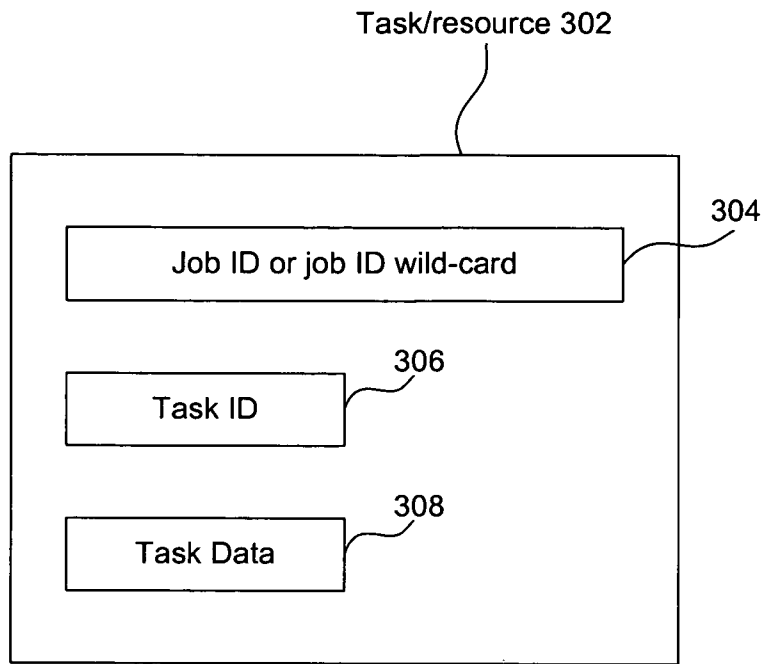 Task/resource 302
304
Job ID or job ID wild-card
306
Task ID
308
Task Data